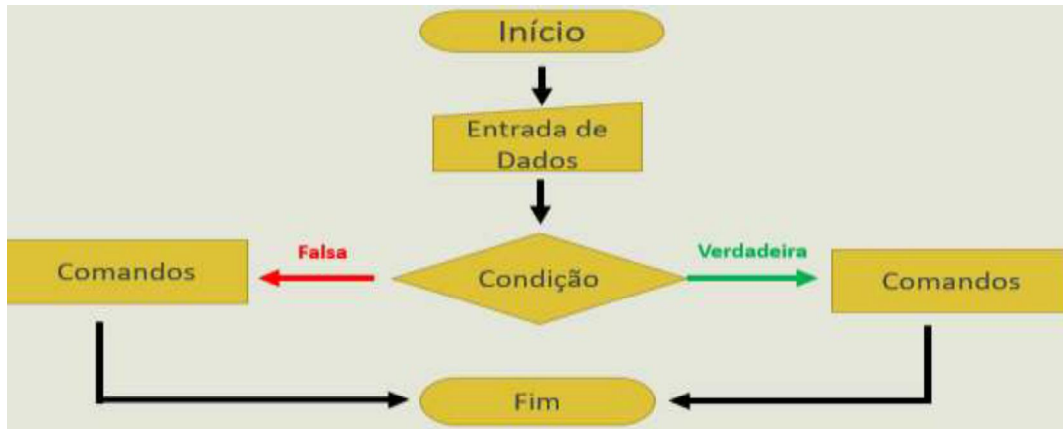 Início
Entrada de
Dados
Falsa
Verdadeira
Comandos
Condição
Comandos
Fim